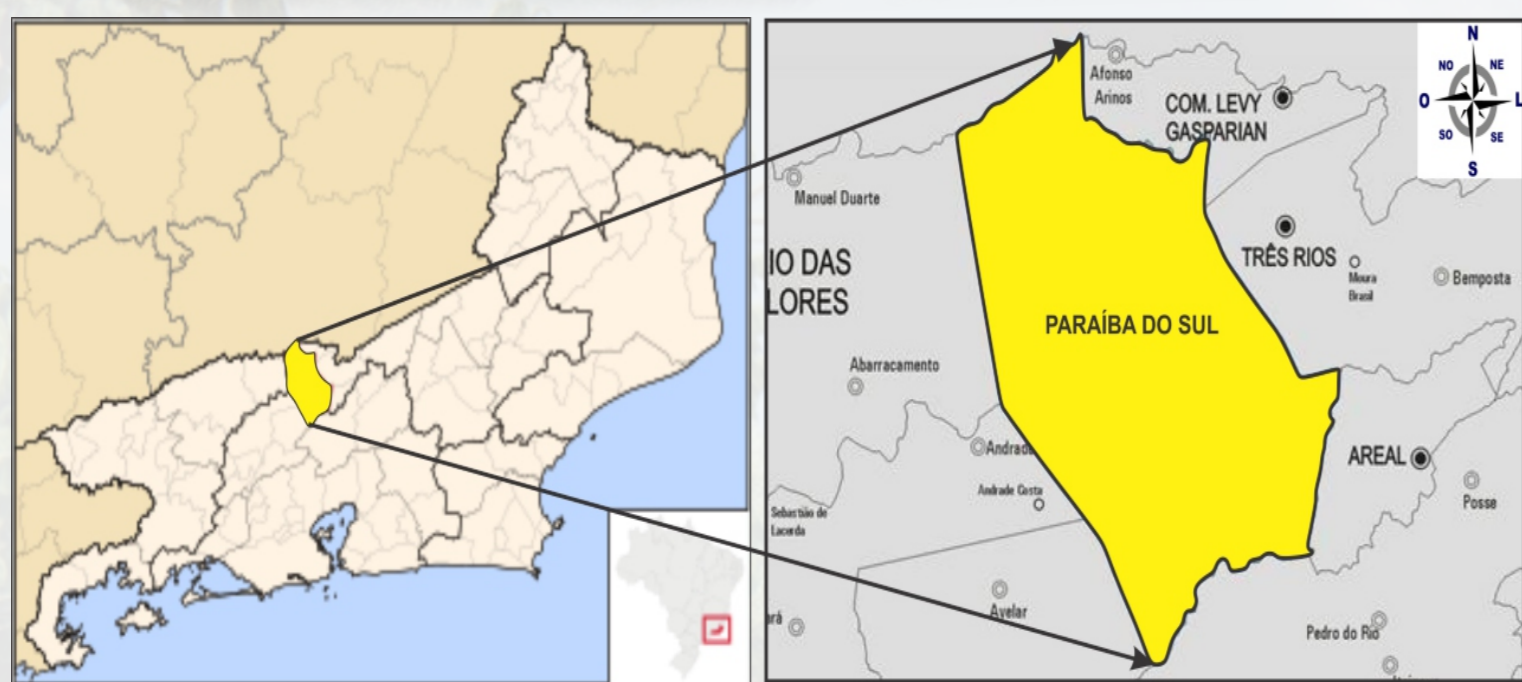 N
NO NE
O L
SO SE
S
Afonso
Arinos
COM. LEVY
GASPARIAN
Manuel Duarte
IO DAS
LORES
TRÊS RIOS
Moura
Brasil
Bemposta
PARAÍBA DO SUL
Abarracamento
Andrade
AREAL
Andrade Costa
Posse
Sebastião de
Lacerda
Avelar
Pedro do Rio